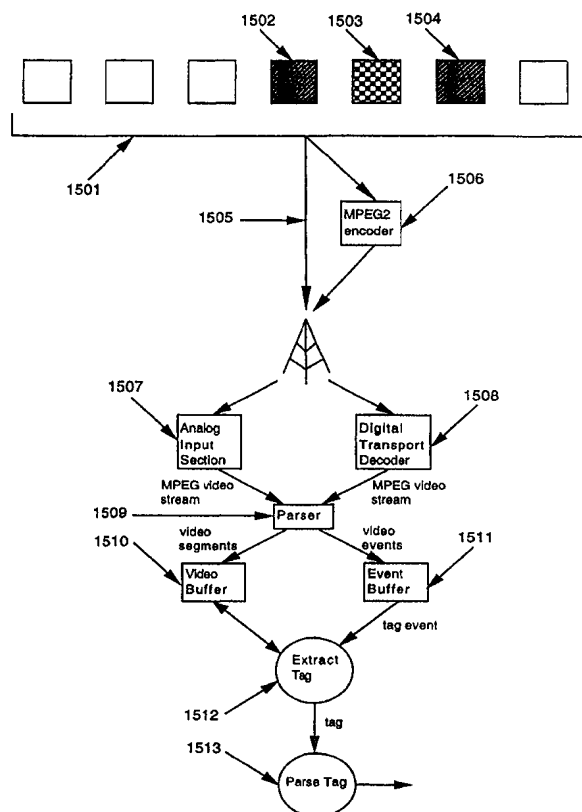 1502
1503
1504
1501
1505
1506
MPEG2
encoder
1507
1508
Analog
Input
Section
Digital
Transport
Decoder
MPEG video
stream
MPEG video
stream
1509
Parser
video
segments
video
events
1510
1511
Video
Buffer
Event
Buffer
tag event
Extract
Tag
1512
tag
1513
Parse Tag